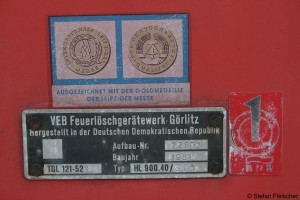 AUSGEZEICHNET MIT DER GOLDMEDAILLE
DER LEIPZIGER MESSE
VEB Feuerlöschgerätewerk Görlitz
Hergestellt in der Deutschen Demokratischen Republik
Aufbau-Nr.
Baujahr
TGL 121-52
Typ HL 900.40/
1
© Stefan Fleischer